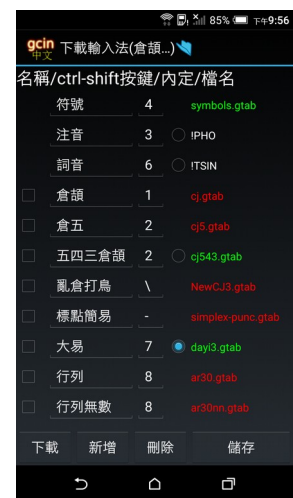 85% 下午9:56
gcin 中文 下載輸入法(倉頡...)
名稱/ctrl-shift按鍵/內定/檔名
符號 4 symbols.gtab
注音 3 !PHO
詞音 6 !TSIN
倉頡 1 cj.gtab
倉五 2 cj5.gtab
五四三倉頡 2 cj543.gtab
亂倉打鳥 \ NewCJ3.gtab
標點簡易 - simplex-punc.gtab
大易 7 dayi3.gtab
行列 8 ar30.gtab
行列無數 8 ar30nn.gtab
下載 新增 刪除 儲存